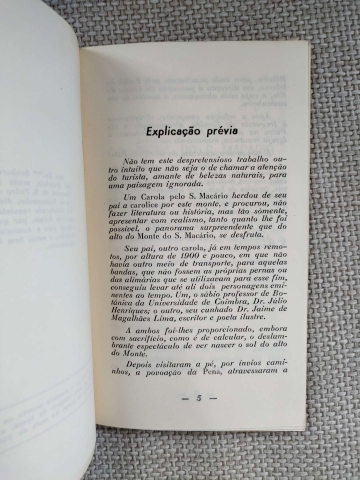 Explicação prévia
Não tem este despretensioso trabalho ou-
tro intuito que não seja o de chamar a atenção
do turista, amante de belezas naturais, para
uma paisagem ignorada.
Um Carola pelo S. Macário herdou de seu
pai a carolice por este monte, e procurou, não
fazer literatura ou história, mas tão sòmente,
apresentar com realismo, tanto quanto lhe foi
possível, o panorama surpreendente que do
alto do Monte do S. Macário, se desfruta.
Seu pai, outro carola, já em tempos remo-
tos, por altura de 1900 e pouco, em que não
havia outro meio de transporte, para aquelas
bandas, que não fossem as próprias pernas ou
das alimárias que se utilizavam para esse fim,
conseguiu levar até ali dois personagens emi-
nentes ao tempo. Um, o sábio professor de Bo-
tânica da Universidade de Coimbra, Dr. Júlio
Henriques; o outro, seu cunhado Dr. Jaime de
Magalhães Lima, escritor e poeta ilustre.
A ambos foi-lhes proporcionado, embora
com sacrifício, como é de calcular, o deslum-
brante espectáculo de ver nascer o sol do alto
do Monte.
Depois visitaram a pé, por ínvios cami-
nhos, a povoação da Pena, atravessaram a
— 5 —